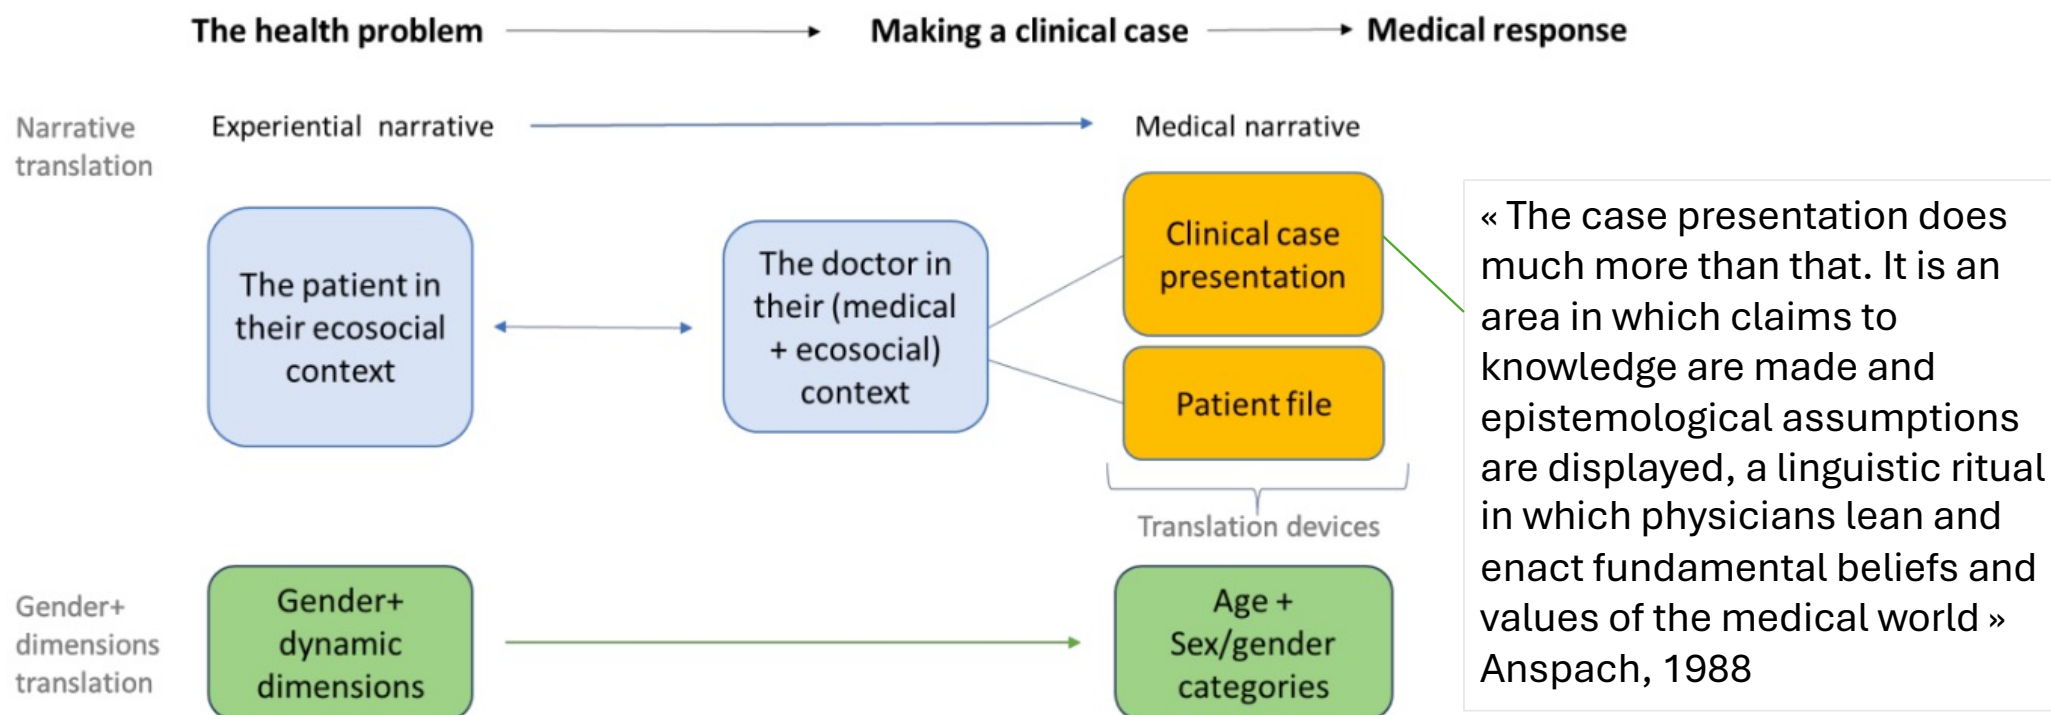 The health problem
Making a clinical case
Medical response
Narrative
translation
Experiential narrative
Medical narrative
The patient in
their ecosocial
context
The doctor in
their (medical
+ ecosocial)
context
Clinical case
presentation
Patient file
Translation devices
« The case presentation does
much more than that. It is an
area in which claims to
knowledge are made and
epistemological assumptions
are displayed, a linguistic ritual
in which physicians lean and
enact fundamental beliefs and
values of the medical world »
Anspach, 1988
Gender+
dimensions
translation
Gender+
dynamic
dimensions
Age +
Sex/gender
categories